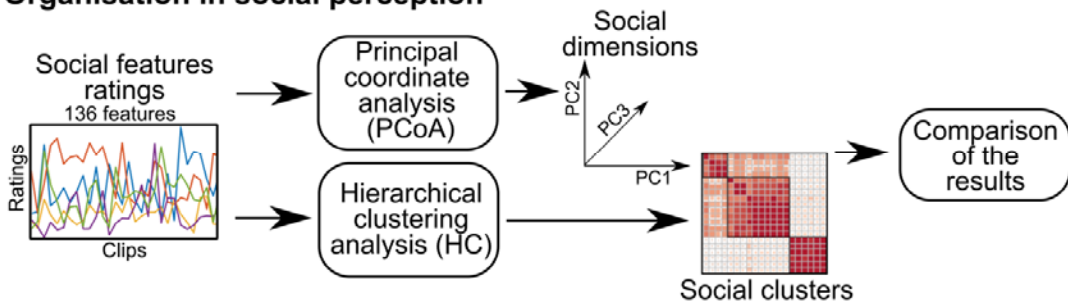 Organisation in social perception
Social features
ratings
136 features
Ratings
Clips
Principal
coordinate
analysis
(PCoA)
Hierarchical
clustering
analysis (HC)
Social
dimensions
PC2
PC3
PC1
Social clusters
Comparison
of the
results